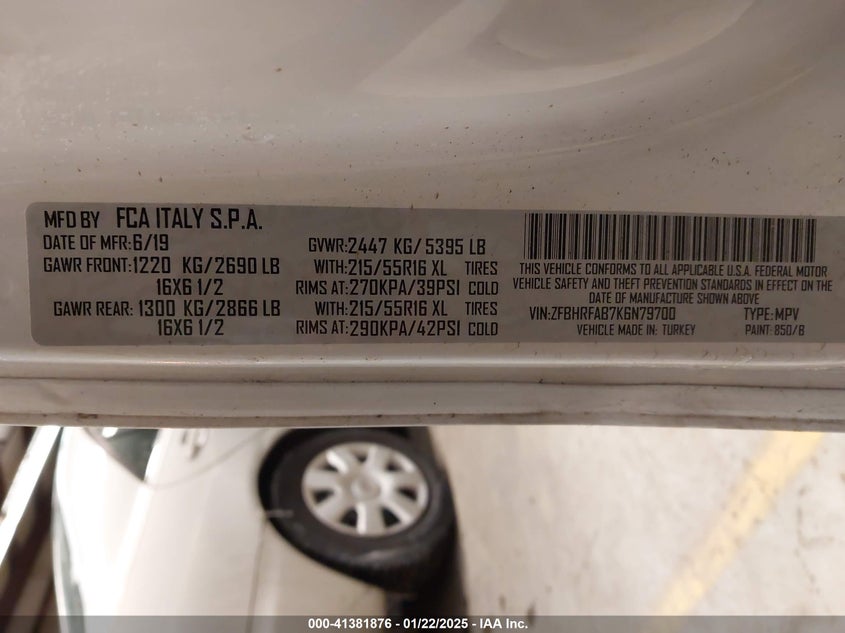 MFD BY FCA ITALY S.P.A.
DATE OF MFR:6/19 GVWR:2447 KG/5395 LB
GAWR FRONT:1220 KG/2690 LB WITH:215/55R16 XL TIRES
16X6 1/2 RIMS AT:270KPA/39PSI COLD
GAWR REAR:1300 KG/2866 LB WITH:215/55R16 XL TIRES
16X6 1/2 RIMS AT:290KPA/42PSI COLD
THIS VEHICLE CONFORMS TO ALL APPLICABLE U.S.A. FEDERAL MOTOR
VEHICLE SAFETY AND THEFT PREVENTION STANDARDS IN EFFECT ON THE
DATE OF MANUFACTURE SHOWN ABOVE
VIN:ZFBHRFAB7K6N79700 TYPE:MPV
VEHICLE MADE IN: TURKEY PAINT: 850/B
000-41381876 - 01/22/2025 - IAA Inc.